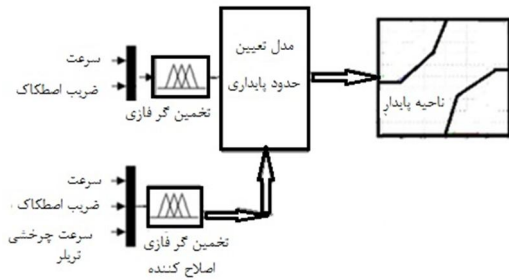 سرعت
ضریب اصطکاک
تخمین گر فازی
مدل تعیین
حدود پایداری
ناحیه پایدار
سرعت
ضریب اصطکاک
سرعت چرخشی
تریلر
تخمین گر فازی
اصلاح کننده